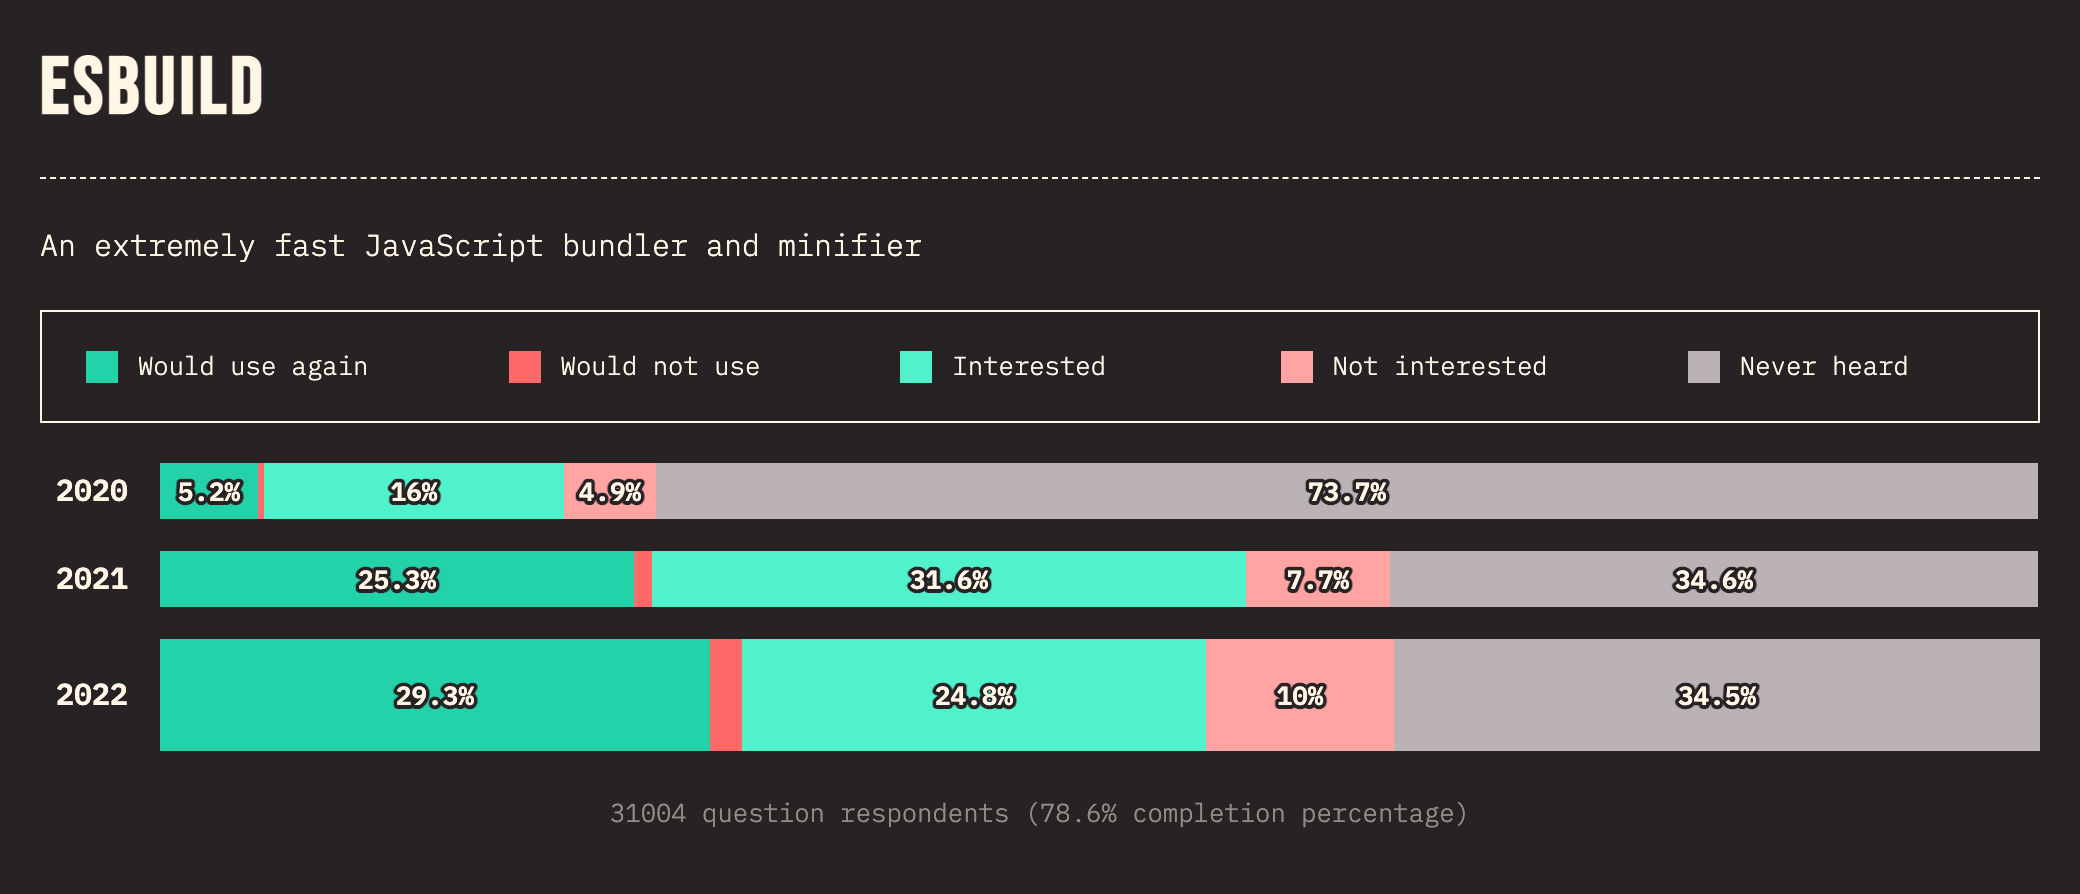 ESBUILD
An extremely fast JavaScript bundler and minifier
Would use again Would not use Interested Not interested Never heard
2020 5.2% 16% 4.9% 73.7%
2021 25.3% 31.6% 7.7% 34.6%
2022 29.3% 24.8% 10% 34.5%
31004 question respondents (78.6% completion percentage)